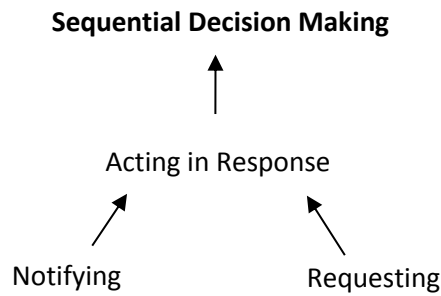 Sequential Decision Making
Acting in Response
Notifying
Requesting